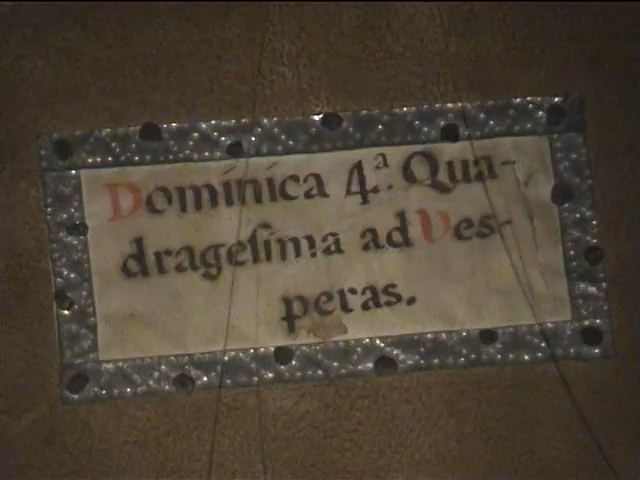 Dominica 4.ª Qua-
drageſima ad Ves-
peras.